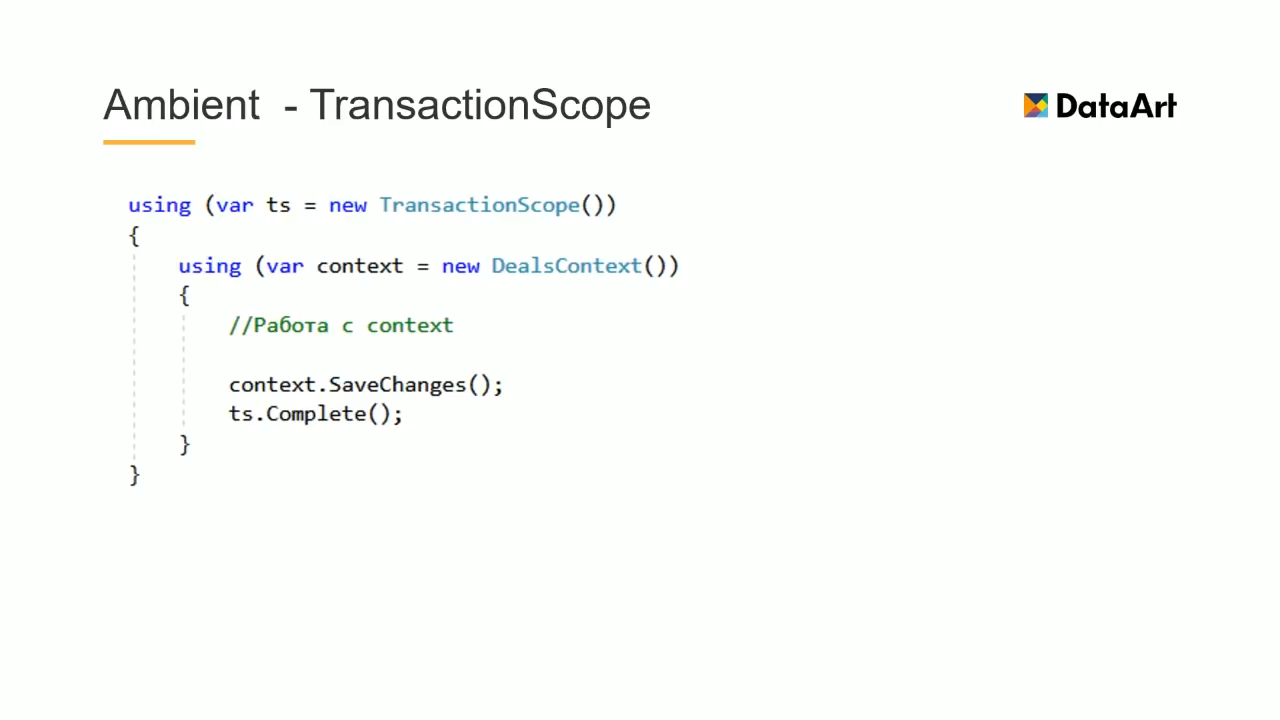 Ambient  - TransactionScope
DataArt
using (var ts = new TransactionScope())
{
    using (var context = new DealsContext())
    {
        //Работа с context
        context.SaveChanges();
        ts.Complete();
    }
}